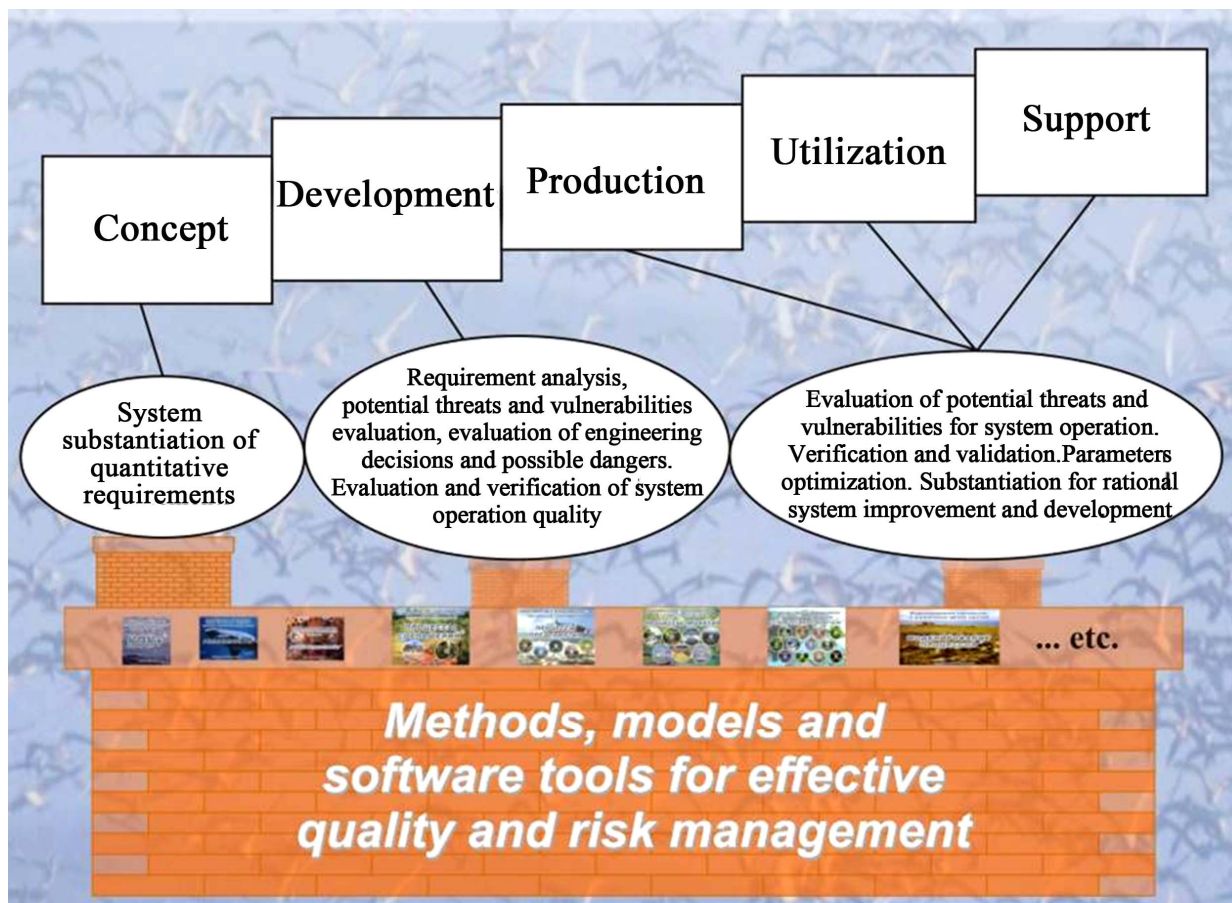 Concept
Development
Production
Utilization
Support
System
substantiation of
quantitative
requirements
Requirement analysis,
potential threats and vulnerabilities
evaluation, evaluation of engineering
decisions and possible dangers.
Evaluation and verification of system
operation quality
Evaluation of potential threats and
vulnerabilities for system operation.
Verification and validation.Parameters
optimization. Substantiation for rational
system improvement and development
... etc.
Methods, models and
software tools for effective
quality and risk management